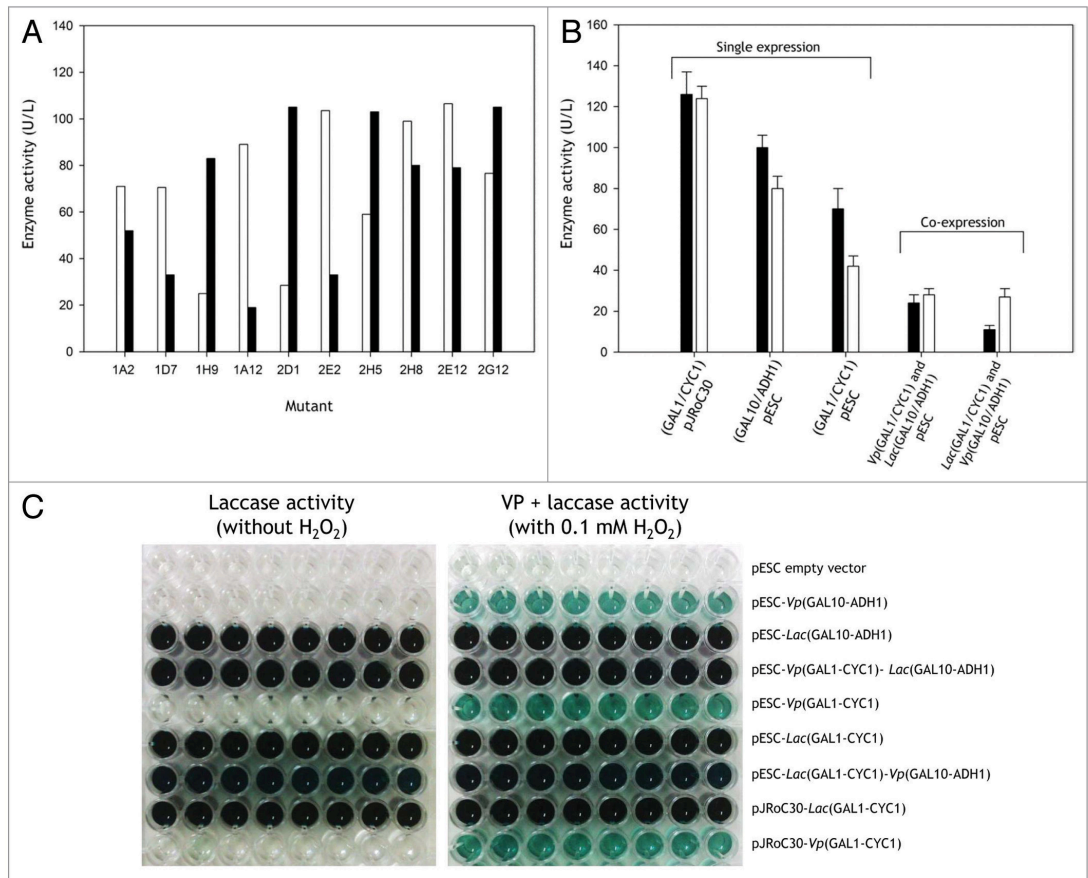 A
Enzyme activity (U/L)
140
120
100
80
60
40
20
0
1A2 1D7 1H9 1A12 2D1 2E2 2H5 2H8 2E12 2G12
Mutant
B
Enzyme activity (U/L)
160
140
120
100
80
60
40
20
0
Single expression
Co-expression
(GAL1/CYC1)
pJRoC30
(GAL10/ADH1)
pESC
(GAL1/CYC1)
pESC
Vp(GAL1/CYC1) and
Lac(GAL10/ADH1)
pESC
Lac(GAL1/CYC1) and
Vp(GAL10/ADH1)
pESC
C
Laccase activity
(without H₂O₂)
VP + laccase activity
(with 0.1 mM H₂O₂)
pESC empty vector
pESC-Vp(GAL10-ADH1)
pESC-Lac(GAL10-ADH1)
pESC-Vp(GAL1-CYC1)- Lac(GAL10-ADH1)
pESC-Vp(GAL1-CYC1)
pESC-Lac(GAL1-CYC1)
pESC-Lac(GAL1-CYC1)-Vp(GAL10-ADH1)
pJRoC30-Lac(GAL1-CYC1)
pJRoC30-Vp(GAL1-CYC1)